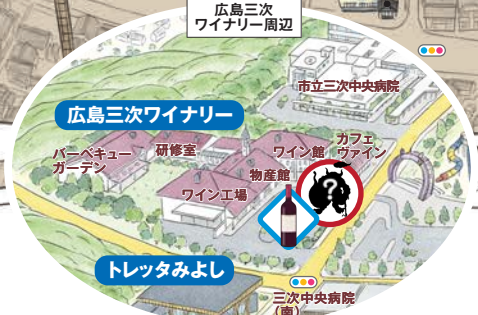 広島三次
ワイナリー周辺
市立三次中央病院
広島三次ワイナリー
カフェ
ヴァイン
バーベキュー
ガーデン
研修室
ワイン館
物産館
ワイン工場
?
トレッタみよし
三次中央病院
（南）